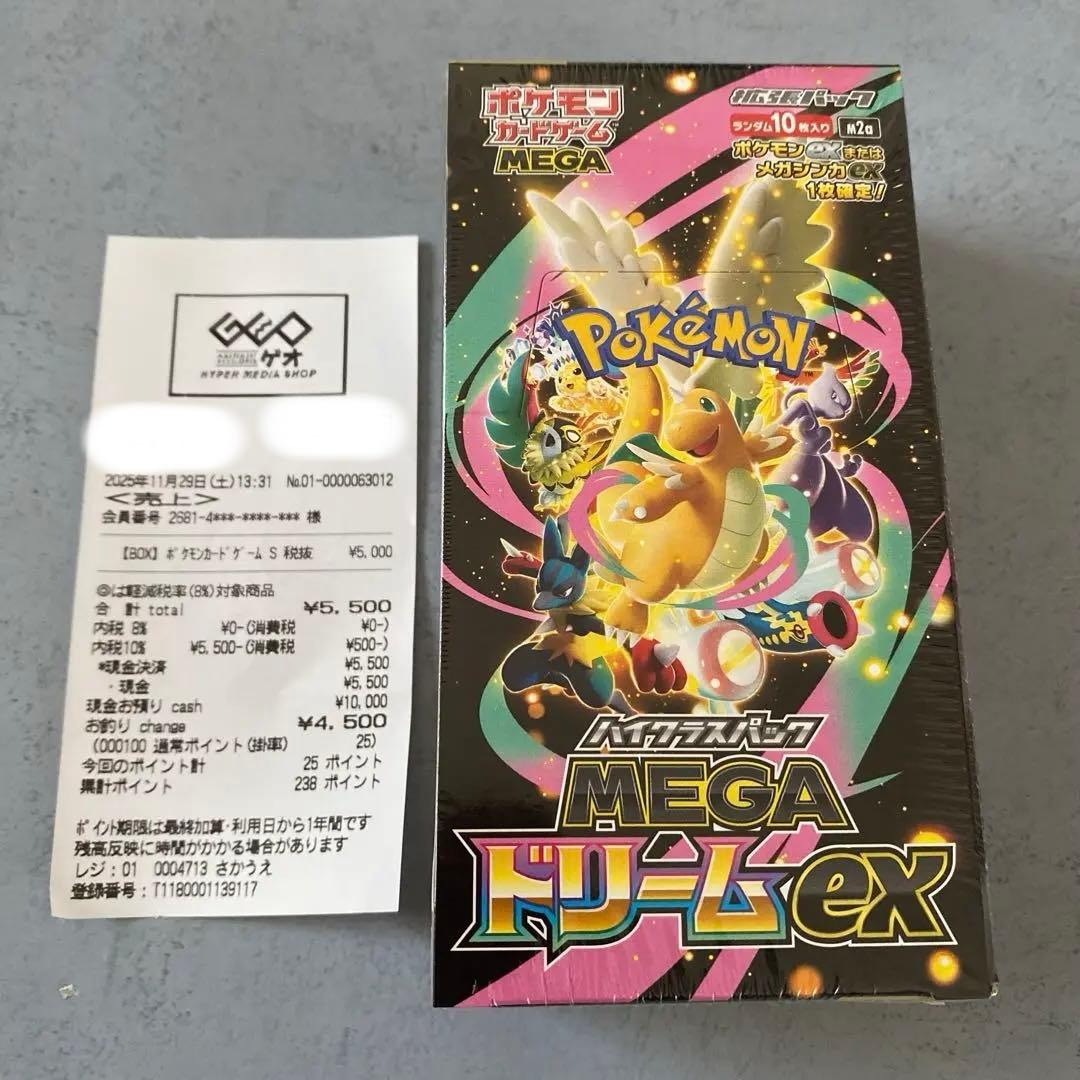 GEO
ゲオ
HYPER MEDIA SHOP
2025年11月29日(土)13:31 No.01-0000063012
<売上>
会員番号 2681-4***-****-*** 様
【BOX】ポケモンカードゲーム S 税抜 ¥5,000
◎は軽減税率(8%)対象商品
合 計 total ¥5,500
内税 8% ¥0-(消費税 ¥0-)
内税10% ¥5,500-(消費税 ¥500-)
*現金決済 ¥5,500
・現金 ¥5,500
現金お預り cash ¥10,000
お釣り change ¥4,500
(000100 通常ポイント(掛率) 25)
今回のポイント計 25 ポイント
累計ポイント 238 ポイント
ポイント期限は最終加算・利用日から1年間です
残高反映に時間がかかる場合があります
レジ:01 0004713 さかうえ
登録番号:T1180001139117
ポケモン
カードゲーム
MEGA
拡張パック
ランダム10枚入り M2a
ポケモンexまたは
メガシンカex
1枚確定!
POKÉMON
ハイクラスパック
MEGA
ドリームex